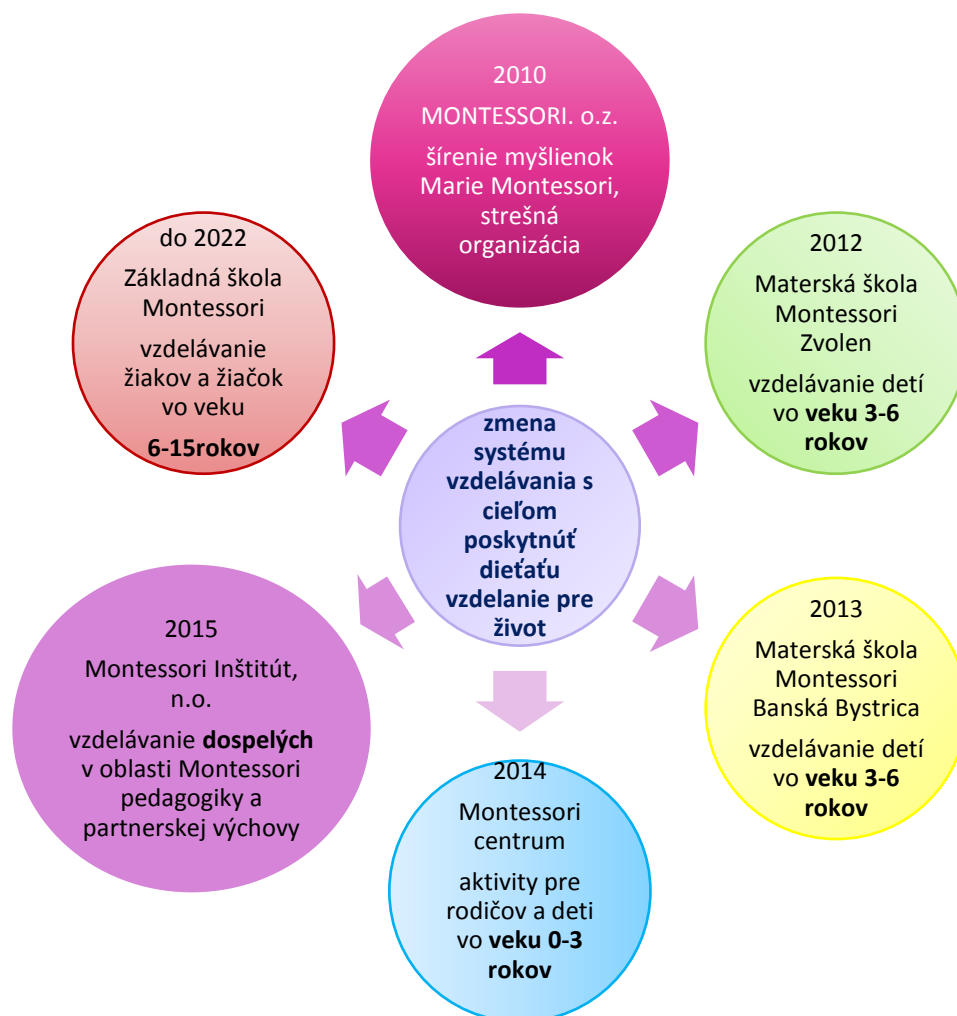 2010
MONTESSORI. o.z.
šírenie myšlienok
Marie Montessori,
strešná
organizácia
2012
Materská škola
Montessori
Zvolen
vzdelávanie detí
vo veku 3-6
rokov
2013
Materská škola
Montessori
Banská Bystrica
vzdelávanie detí
vo veku 3-6
rokov
2014
Montessori
centrum
aktivity pre
rodičov a deti
vo veku 0-3
rokov
2015
Montessori Inštitút,
n.o.
vzdelávanie dospelých
v oblasti Montessori
pedagogiky a
partnerskej výchovy
do 2022
Základná škola
Montessori
vzdelávanie
žiakov a žiačok
vo veku
6-15rokov
zmena
systému
vzdelávania s
cieľom
poskytnúť
dieťaťu
vzdelanie pre
život